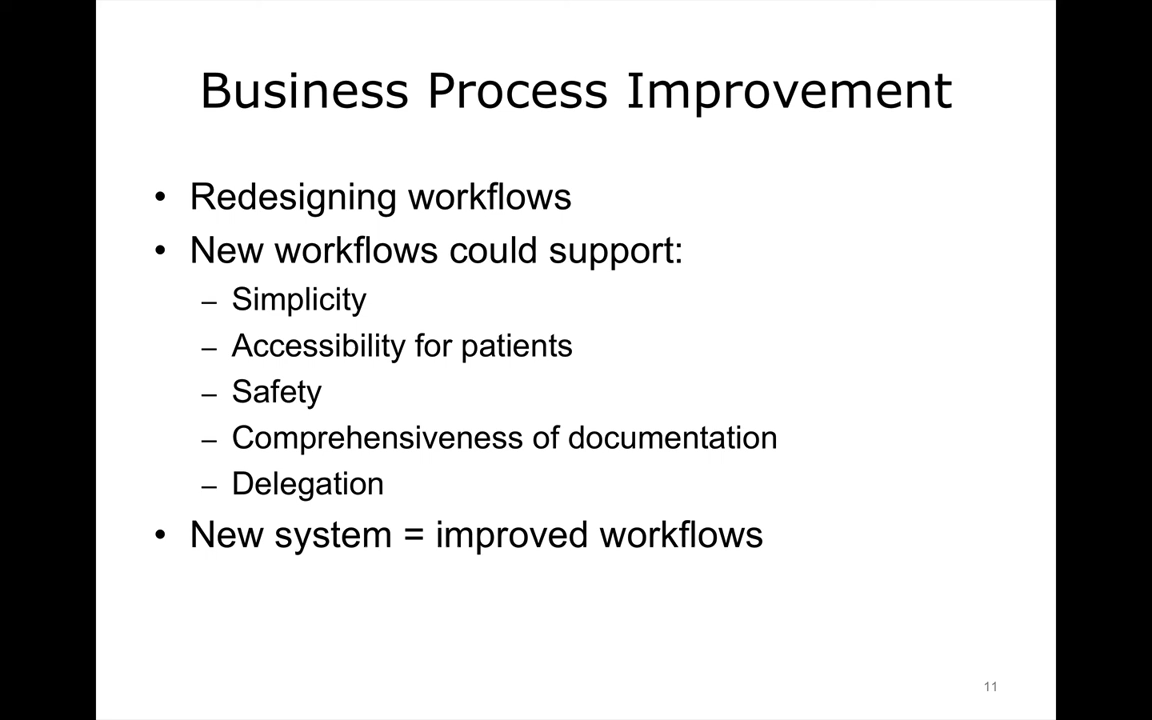 Business Process Improvement
• Redesigning workflows
• New workflows could support:
– Simplicity
– Accessibility for patients
– Safety
– Comprehensiveness of documentation
– Delegation
• New system = improved workflows
11